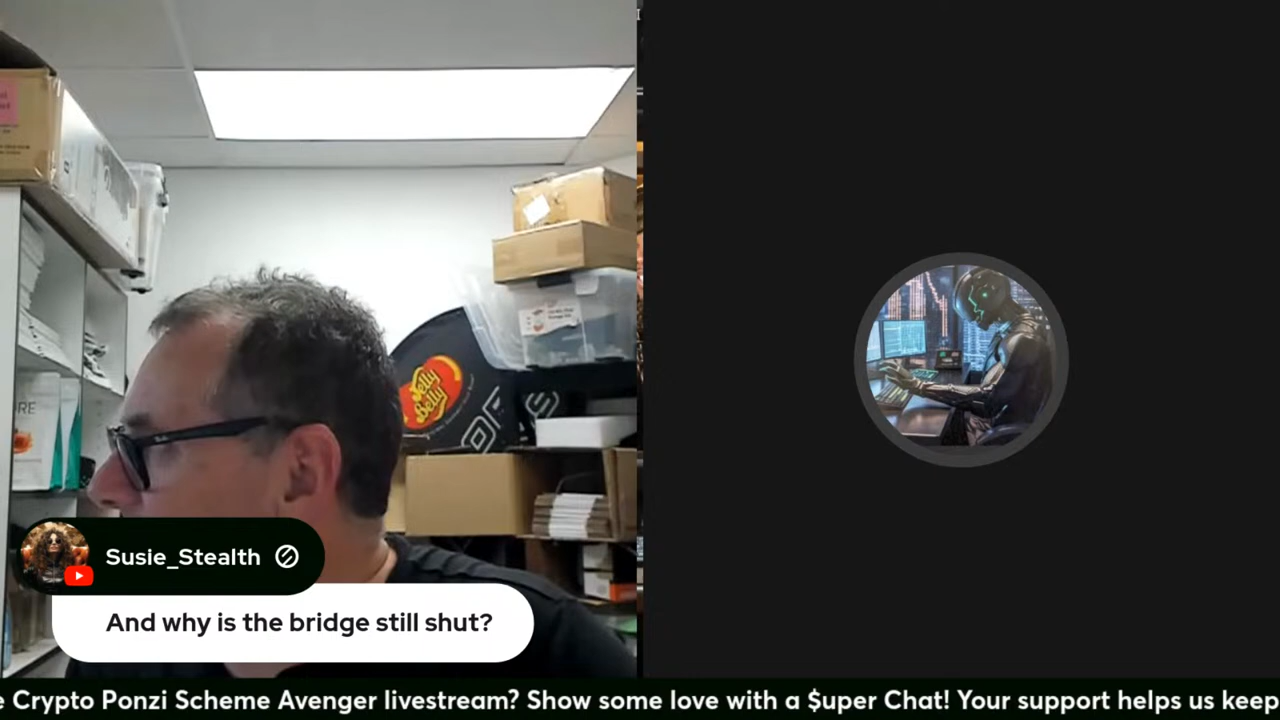 Jelly
Belly
RE
Susie_Stealth
And why is the bridge still shut?
e Crypto Ponzi Scheme Avenger livestream? Show some love with a $uper Chat! Your support helps us keep